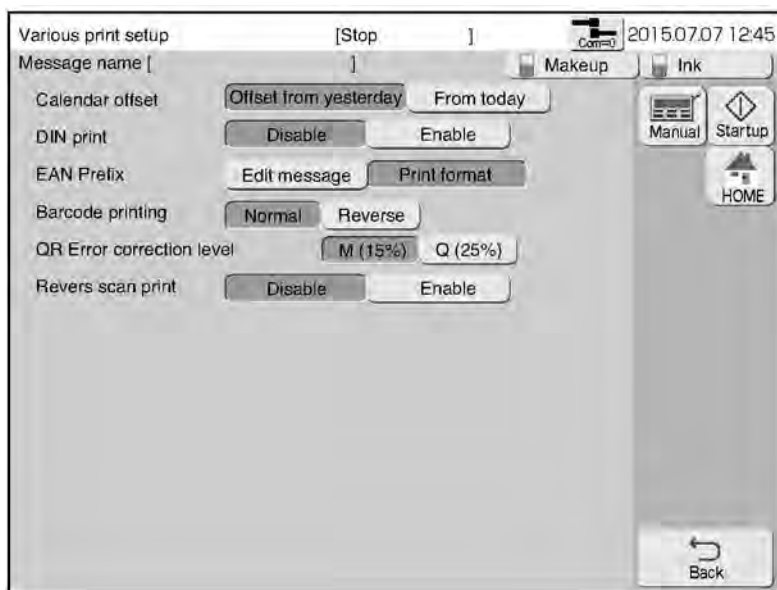 Various print setup [Stop ] Com=0 2015.07.07 12:45
Message name [ ] Makeup Ink
Calendar offset Offset from yesterday From today
Manual Startup
DIN print Disable Enable
EAN Prefix Edit message Print format
HOME
Barcode printing Normal Reverse
QR Error correction level M (15%) Q (25%)
Revers scan print Disable Enable
Back